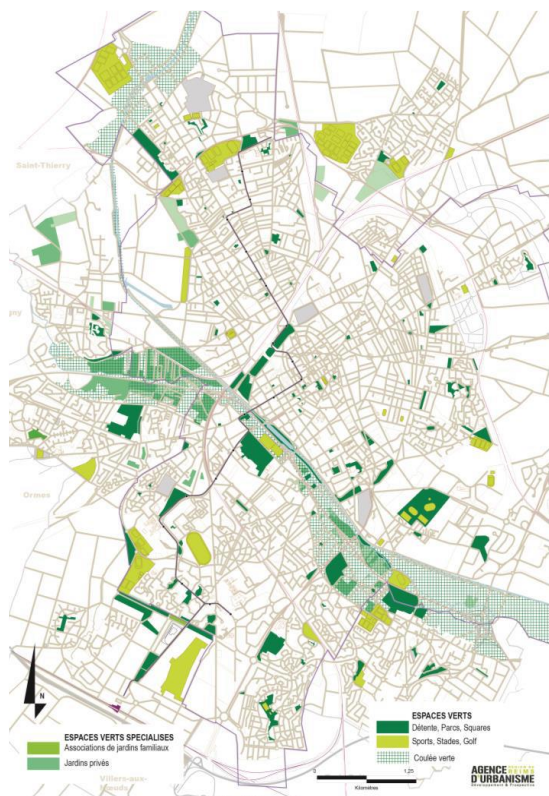 Saint-Thierry
Ormes
N
ESPACES VERTS SPECIALISES
Associations de jardins familiaux
Jardins privés
Villers-aux-
ESPACES VERTS
Détente, Parcs, Squares
Sports, Stades, Golf
Coulée verte
0
1,25
Kilomètres
AGENCE
REIMS
D'URBANISME
Développement & Prospective